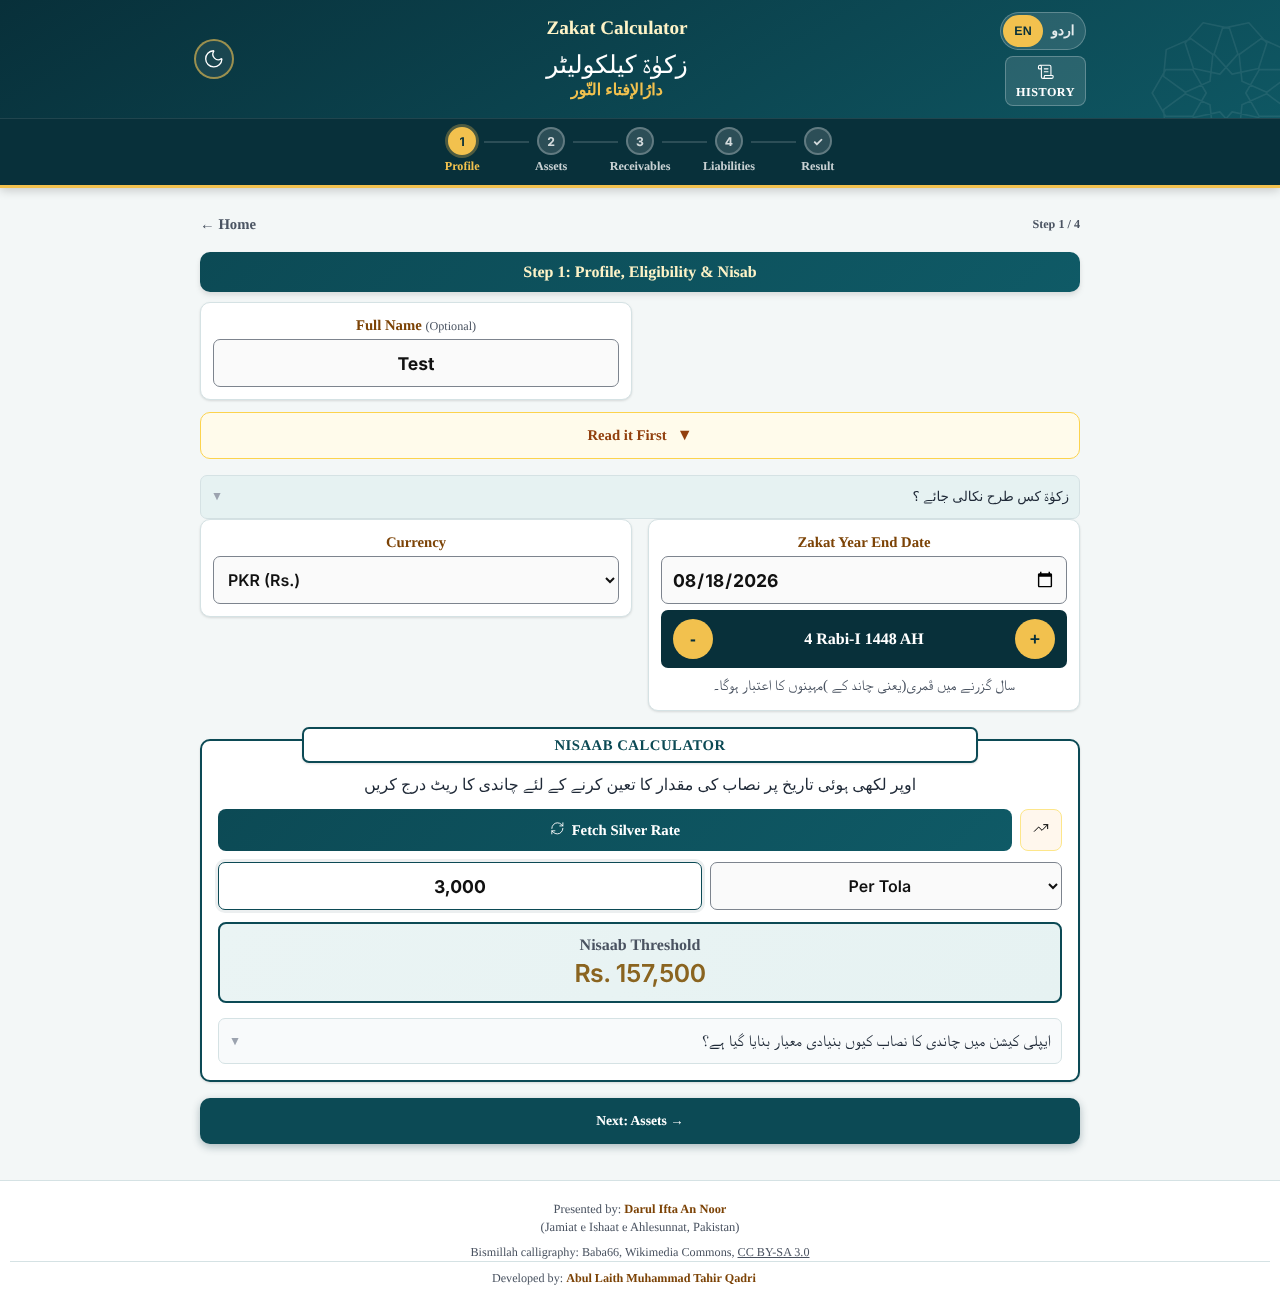 Zakat Calculator
زکوٰۃ کیلکولیٹر
دارُالإفتاء النّور
EN
اردو
HISTORY
1
2
3
4
✓
Profile
Assets
Receivables
Liabilities
Result
← Home
Step 1 / 4
Step 1: Profile, Eligibility & Nisab
Full Name (Optional)
Test
Read it First ▼
زکوٰۃ کس طرح نکالی جائے ؟
▼
Currency
PKR (Rs.)
Zakat Year End Date
08/18/2026
-
4 Rabi-I 1448 AH
+
سال گزرنے میں قمری(یعنی چاند کے )مہینوں کا اعتبار ہوگا۔
NISAAB CALCULATOR
اوپر لکھی ہوئی تاریخ پر نصاب کی مقدار کا تعین کرنے کے لئے چاندی کا ریٹ درج کریں
Fetch Silver Rate
3,000
Per Tola
Nisaab Threshold
Rs. 157,500
ایپلی کیشن میں چاندی کا نصاب کیوں بنیادی معیار بنایا گیا ہے؟
▼
Next: Assets →
Presented by: Darul Ifta An Noor
(Jamiat e Ishaat e Ahlesunnat, Pakistan)
Bismillah calligraphy: Baba66, Wikimedia Commons, CC BY-SA 3.0
Developed by: Abul Laith Muhammad Tahir Qadri